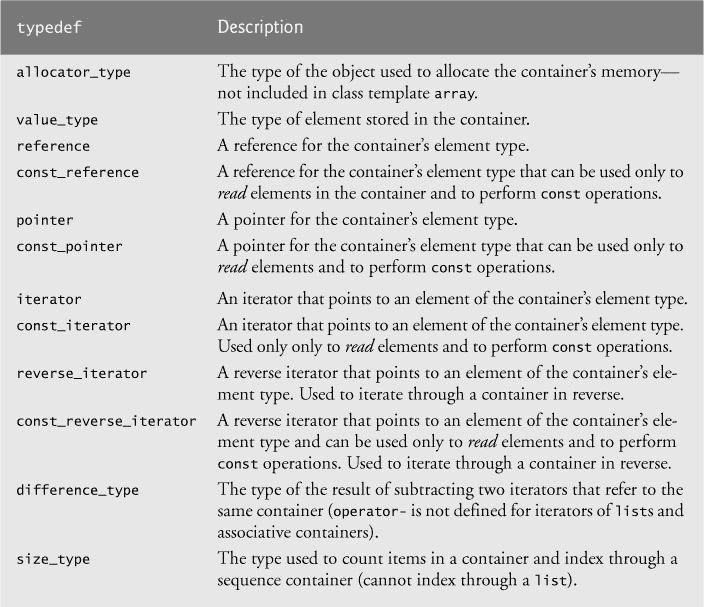 typedef Description
allocator_type The type of the object used to allocate the container’s memory—
not included in class template array.
value_type The type of element stored in the container.
reference A reference for the container’s element type.
const_reference A reference for the container’s element type that can be used only to
read elements in the container and to perform const operations.
pointer A pointer for the container’s element type.
const_pointer A pointer for the container’s element type that can be used only to
read elements and to perform const operations.
iterator An iterator that points to an element of the container’s element type.
const_iterator An iterator that points to an element of the container’s element type.
Used only only to read elements and to perform const operations.
reverse_iterator A reverse iterator that points to an element of the container’s ele-
ment type. Used to iterate through a container in reverse.
const_reverse_iterator A reverse iterator that points to an element of the container’s ele-
ment type and can be used only to read elements and to perform
const operations. Used to iterate through a container in reverse.
difference_type The type of the result of subtracting two iterators that refer to the
same container (operator- is not defined for iterators of lists and
associative containers).
size_type The type used to count items in a container and index through a
sequence container (cannot index through a list).